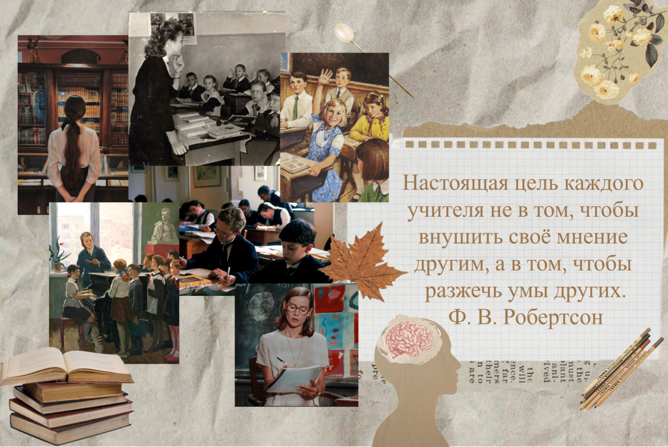 Настоящая цель каждого
учителя не в том, чтобы
внушить своё мнение
другим, а в том, чтобы
разжечь умы других.
Ф. В. Робертсон